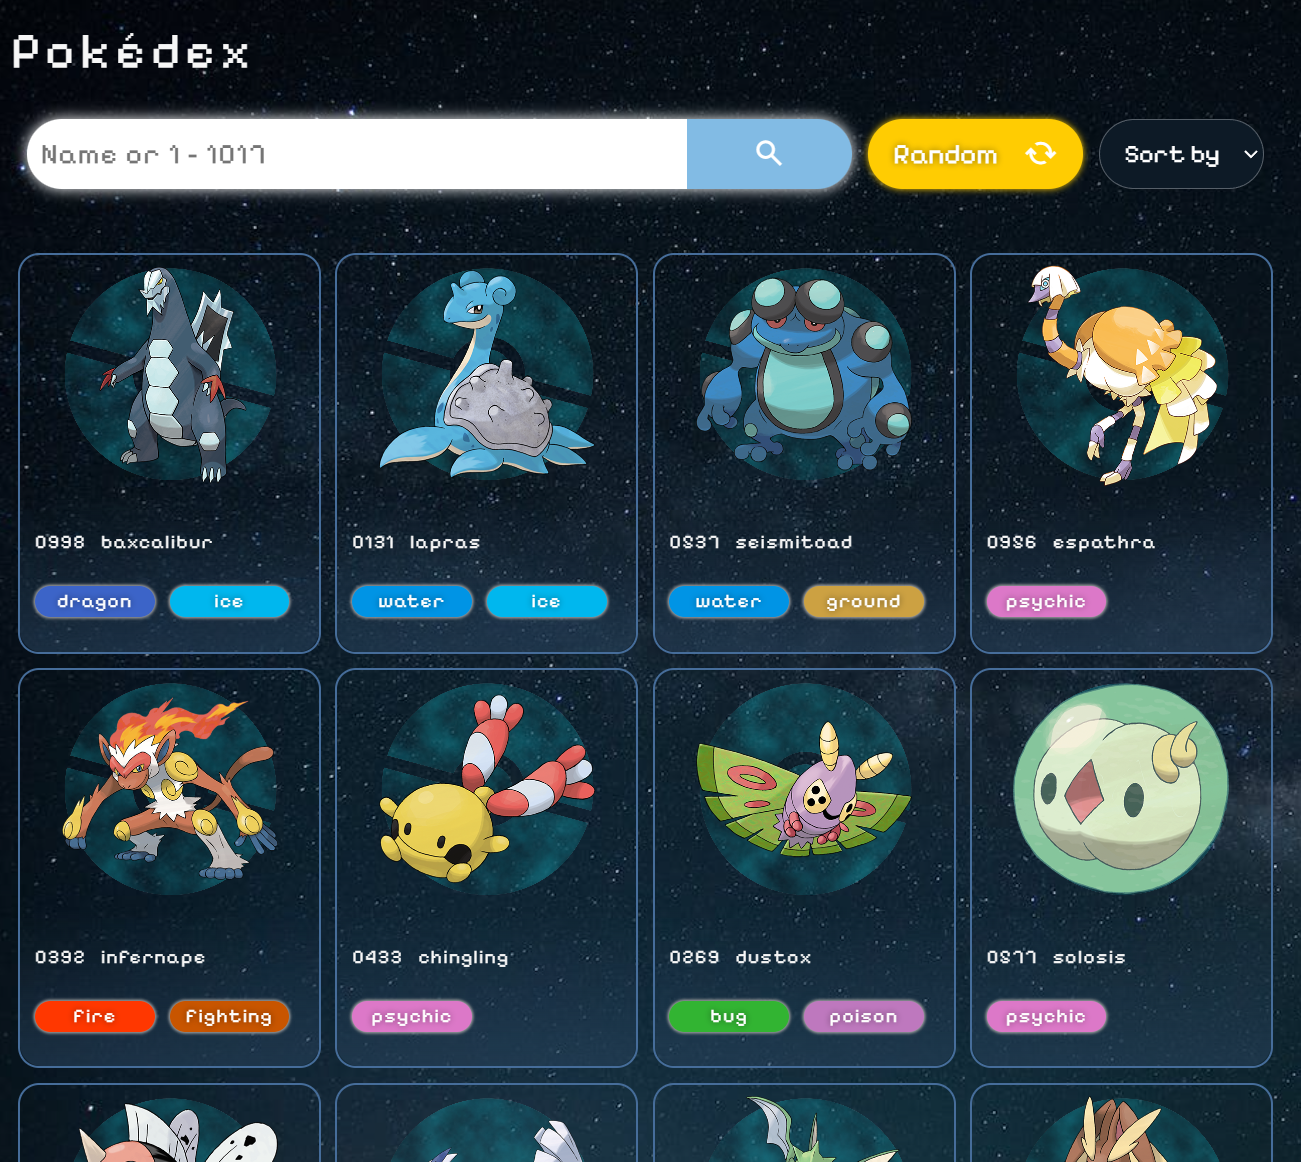 Pokédex
Name or 1 - 1017
Random
Sort by
0998 baxcalibur
0131 lapras
0537 seismitoad
0956 espathra
dragon ice
water ice
water ground
psychic
0392 infernape
0433 chingling
0269 dustox
0577 solosis
fire fighting
psychic
bug poison
psychic